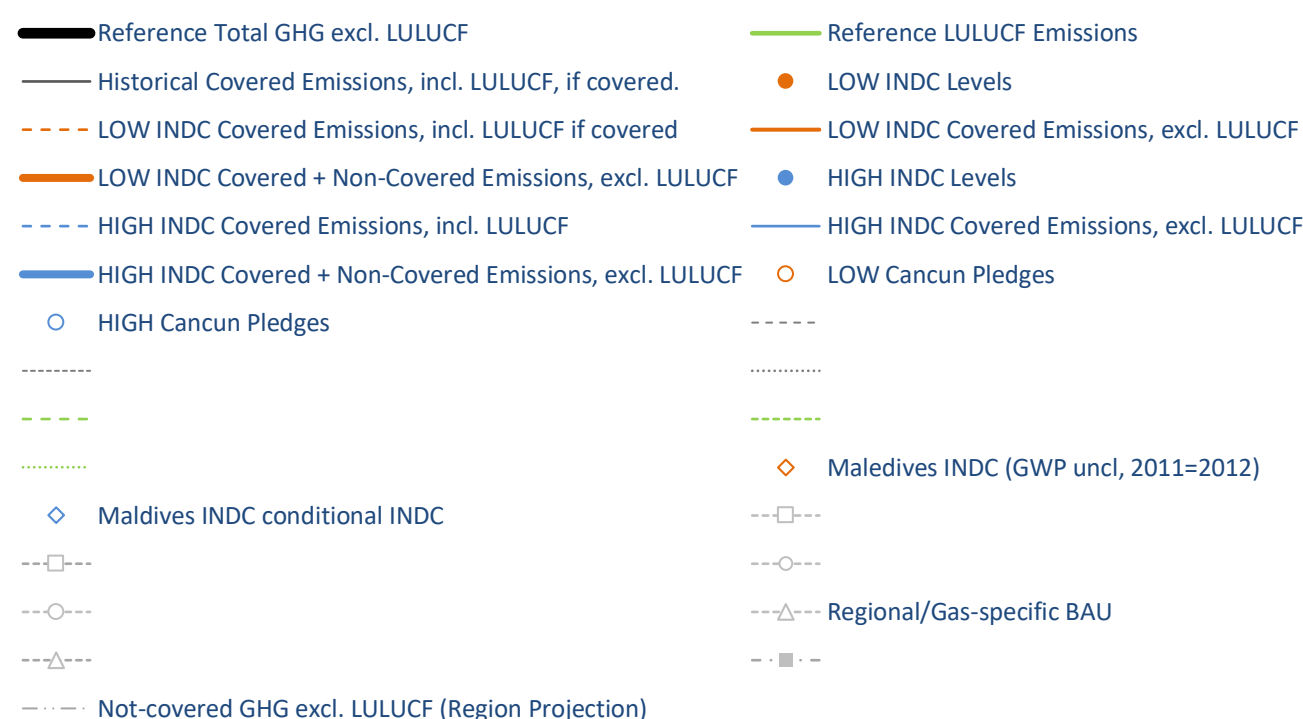 Reference Total GHG excl. LULUCF
Reference LULUCF Emissions
Historical Covered Emissions, incl. LULUCF, if covered.
LOW INDC Levels
LOW INDC Covered Emissions, incl. LULUCF if covered
LOW INDC Covered Emissions, excl. LULUCF
LOW INDC Covered + Non-Covered Emissions, excl. LULUCF
HIGH INDC Levels
HIGH INDC Covered Emissions, incl. LULUCF
HIGH INDC Covered Emissions, excl. LULUCF
HIGH INDC Covered + Non-Covered Emissions, excl. LULUCF
LOW Cancun Pledges
HIGH Cancun Pledges
Maledives INDC (GWP uncl, 2011=2012)
Maldives INDC conditional INDC
Regional/Gas-specific BAU
Not-covered GHG excl. LULUCF (Region Projection)